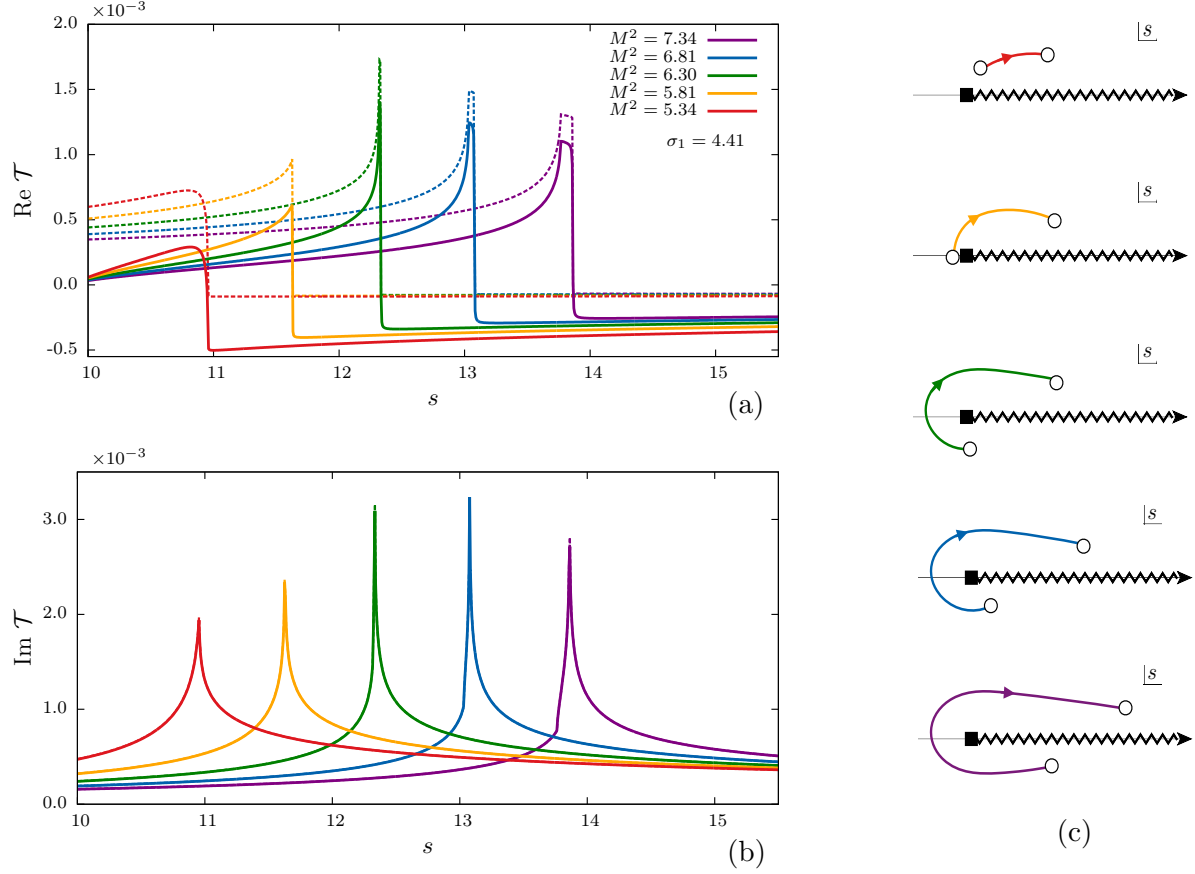 ×10−3
2.0
1.5
1.0
0.5
0.0
-0.5
Re 𝒯
M2 = 7.34
M2 = 6.81
M2 = 6.30
M2 = 5.81
M2 = 5.34
σ1 = 4.41
10 11 12 13 14 15
s
(a)
×10−3
3.0
2.0
1.0
0.0
Im 𝒯
10 11 12 13 14 15
s
(b)
s
s
s
s
s
(c)